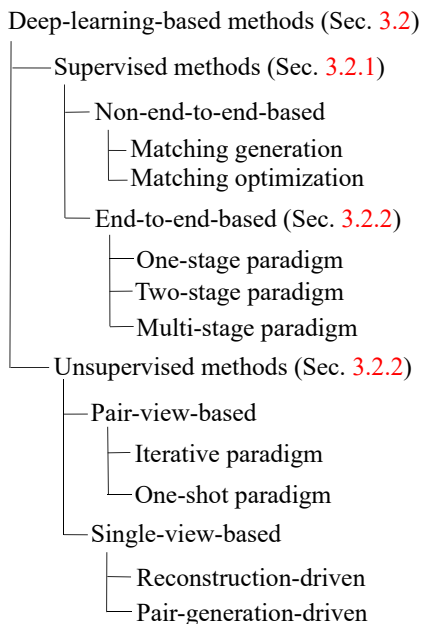 Deep-learning-based methods (Sec. 3.2)
Supervised methods (Sec. 3.2.1)
Non-end-to-end-based
Matching generation
Matching optimization
End-to-end-based (Sec. 3.2.2)
One-stage paradigm
Two-stage paradigm
Multi-stage paradigm
Unsupervised methods (Sec. 3.2.2)
Pair-view-based
Iterative paradigm
One-shot paradigm
Single-view-based
Reconstruction-driven
Pair-generation-driven